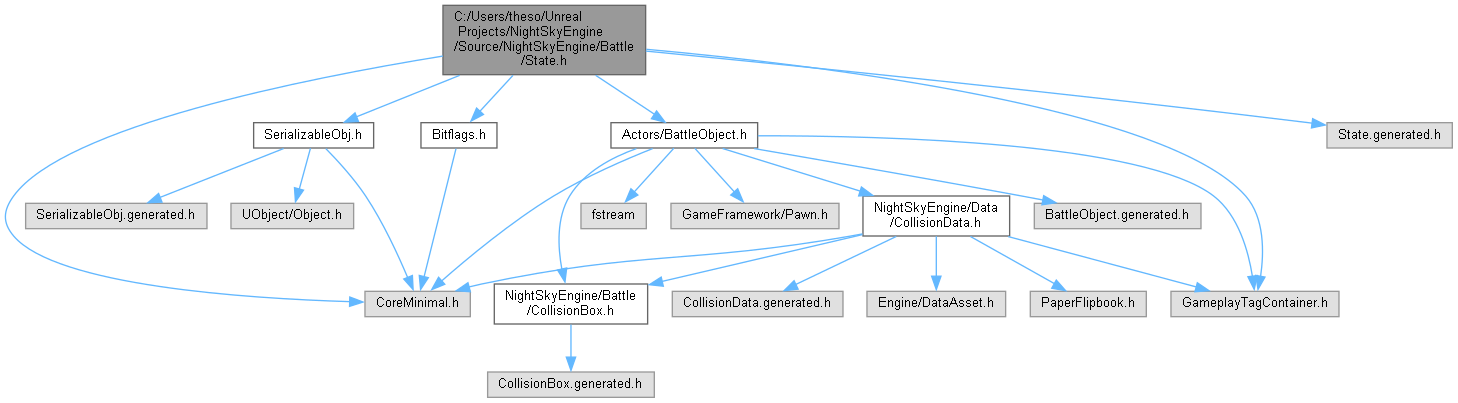 C:/Users/theso/Unreal
Projects/NightSkyEngine
/Source/NightSkyEngine/Battle
/State.h
SerializableObj.h
Bitflags.h
Actors/BattleObject.h
State.generated.h
SerializableObj.generated.h
UObject/Object.h
fstream
GameFramework/Pawn.h
NightSkyEngine/Data
/CollisionData.h
BattleObject.generated.h
CoreMinimal.h
NightSkyEngine/Battle
/CollisionBox.h
CollisionData.generated.h
Engine/DataAsset.h
PaperFlipbook.h
GameplayTagContainer.h
CollisionBox.generated.h